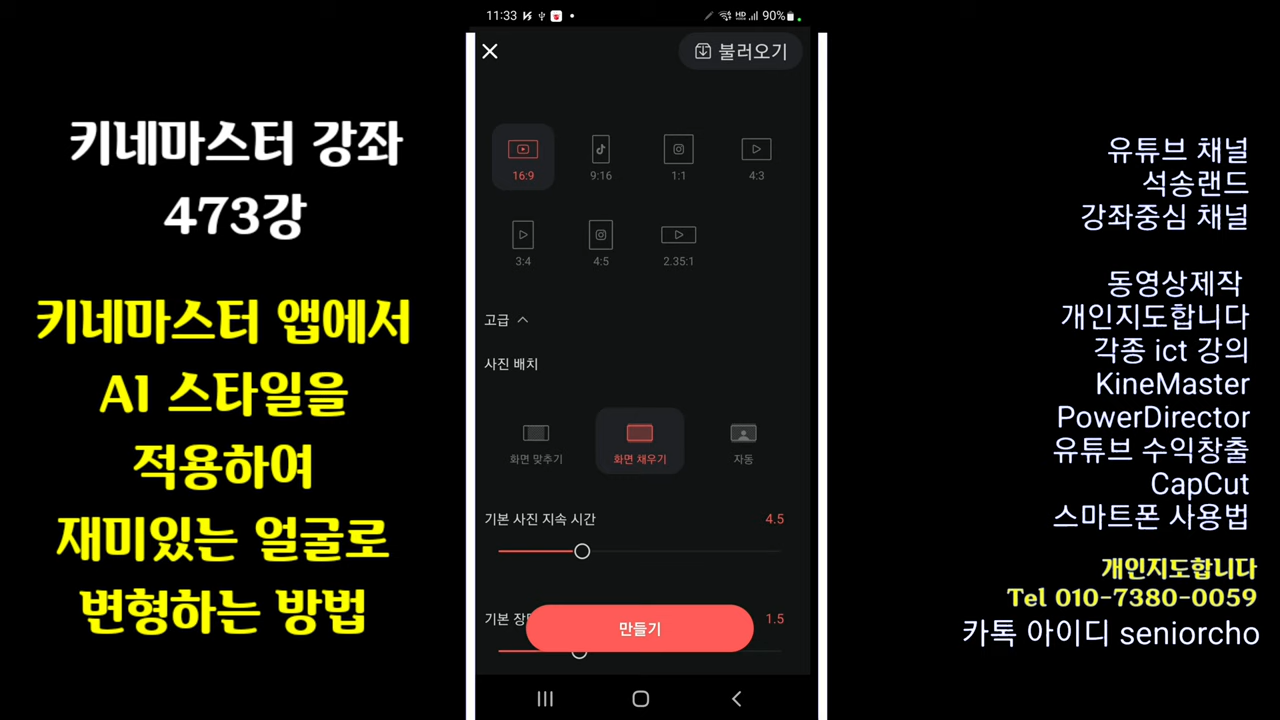 키네마스터 강좌
473강
키네마스터 앱에서
AI 스타일을
적용하여
재미있는 얼굴로
변형하는 방법
11:33
90%
불러오기
16:9
9:16
1:1
4:3
3:4
4:5
2.35:1
고급
사진 배치
화면 맞추기
화면 채우기
자동
기본 사진 지속 시간
4.5
기본
1.5
만들기
유튜브 채널
석송랜드
강좌중심 채널
동영상제작
개인지도합니다
각종 ict 강의
KineMaster
PowerDirector
유튜브 수익창출
CapCut
스마트폰 사용법
개인지도합니다
Tel 010-7380-0059
카톡 아이디 seniorcho